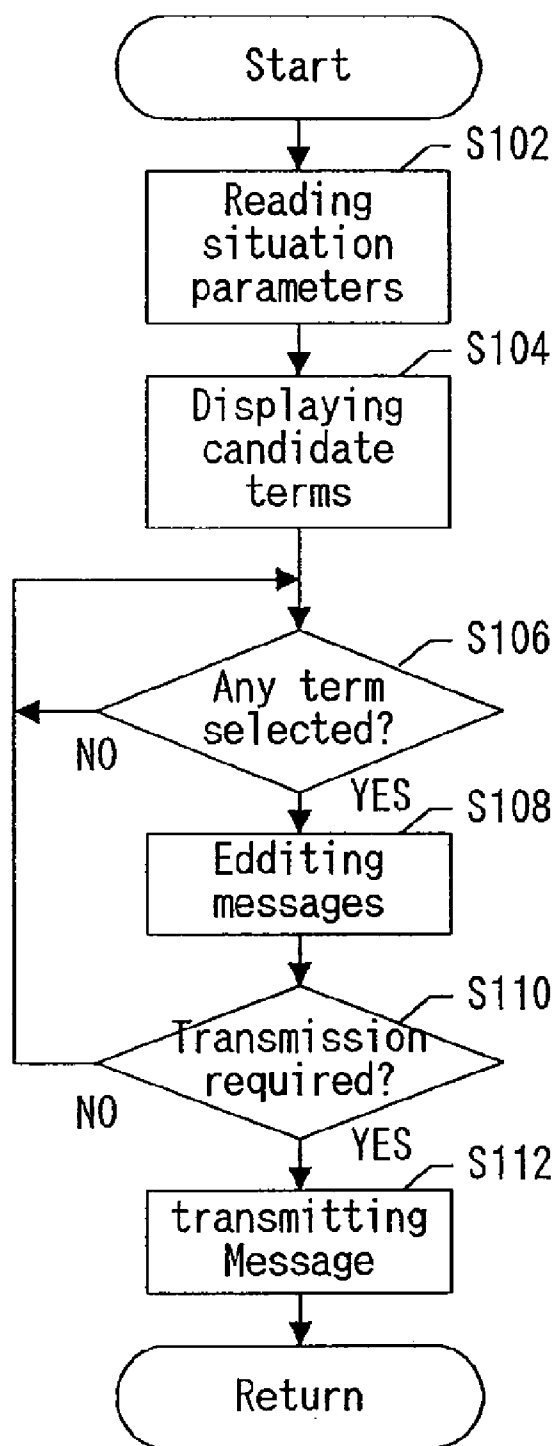 Start
S102
Reading
situation
parameters
S104
Displaying
candidate
terms
S106
Any term
selected?
NO
YES
S108
Edditing
messages
S110
Transmission
required?
NO
YES
S112
transmitting
Message
Return